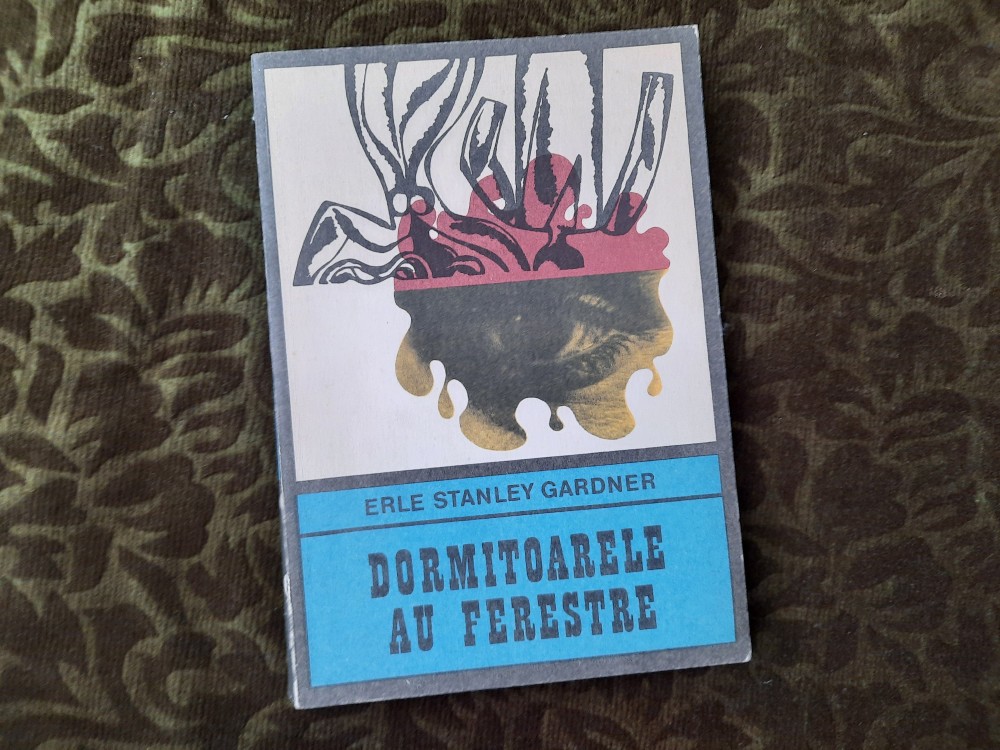 ERLE STANLEY GARDNER
DORMITOARELE
AU FERESTRE